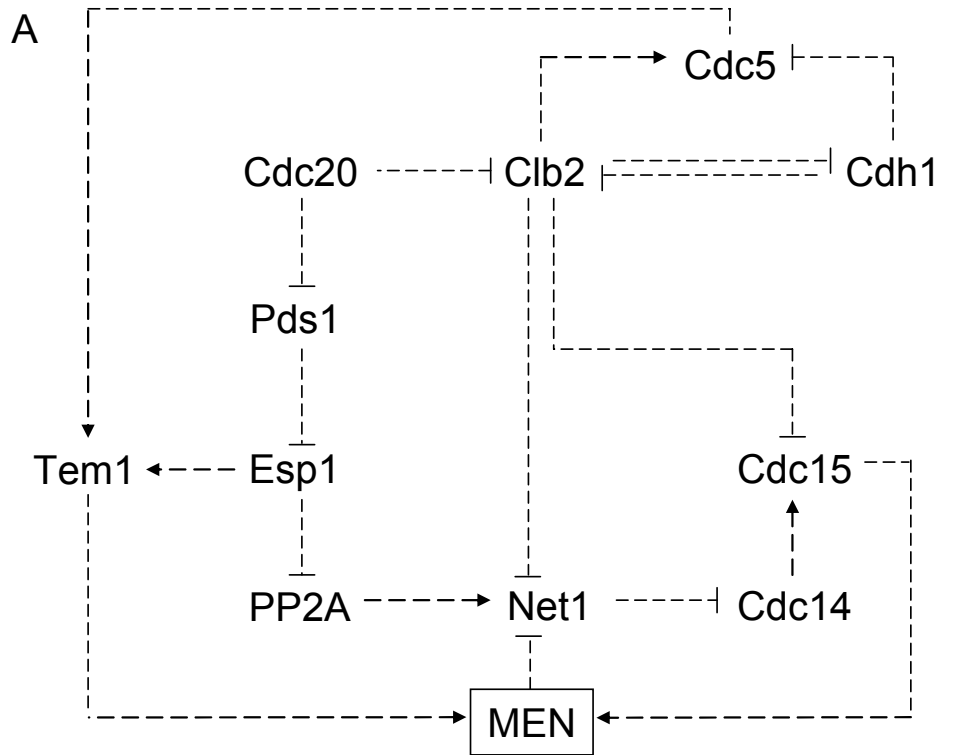 A
Cdc5
Cdc20
Clb2
Cdh1
Pds1
Tem1
Esp1
Cdc15
PP2A
Net1
Cdc14
MEN